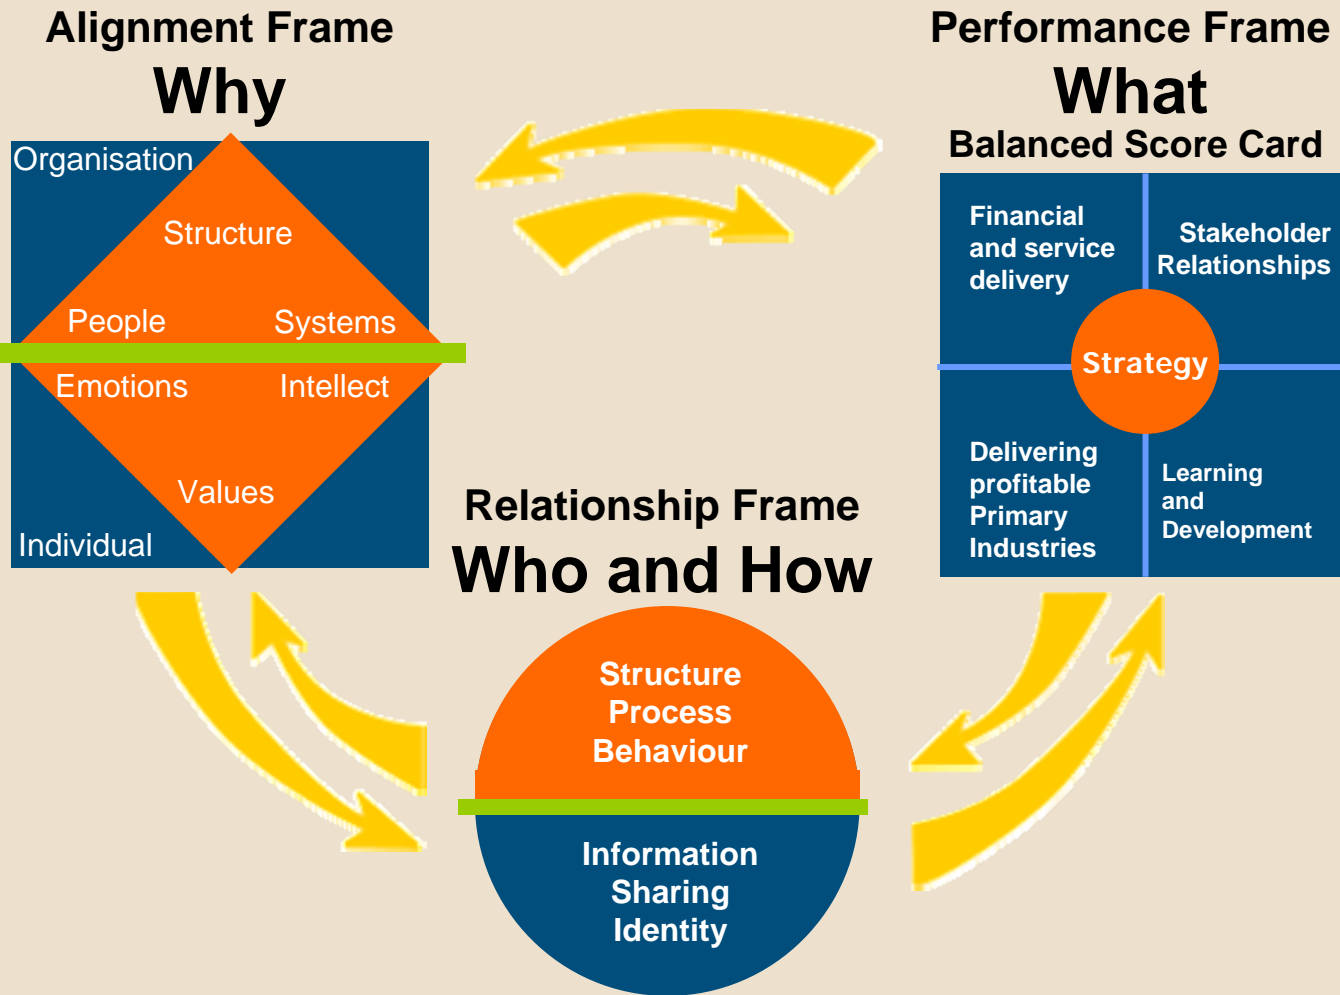 Alignment Frame
Why
Organisation
Structure
People
Systems
Emotions
Intellect
Values
Individual
Performance Frame
What
Balanced Score Card
Financial
and service
delivery
Stakeholder
Relationships
Strategy
Delivering
profitable
Primary
Industries
Learning
and
Development
Relationship Frame
Who and How
Structure
Process
Behaviour
Information
Sharing
Identity